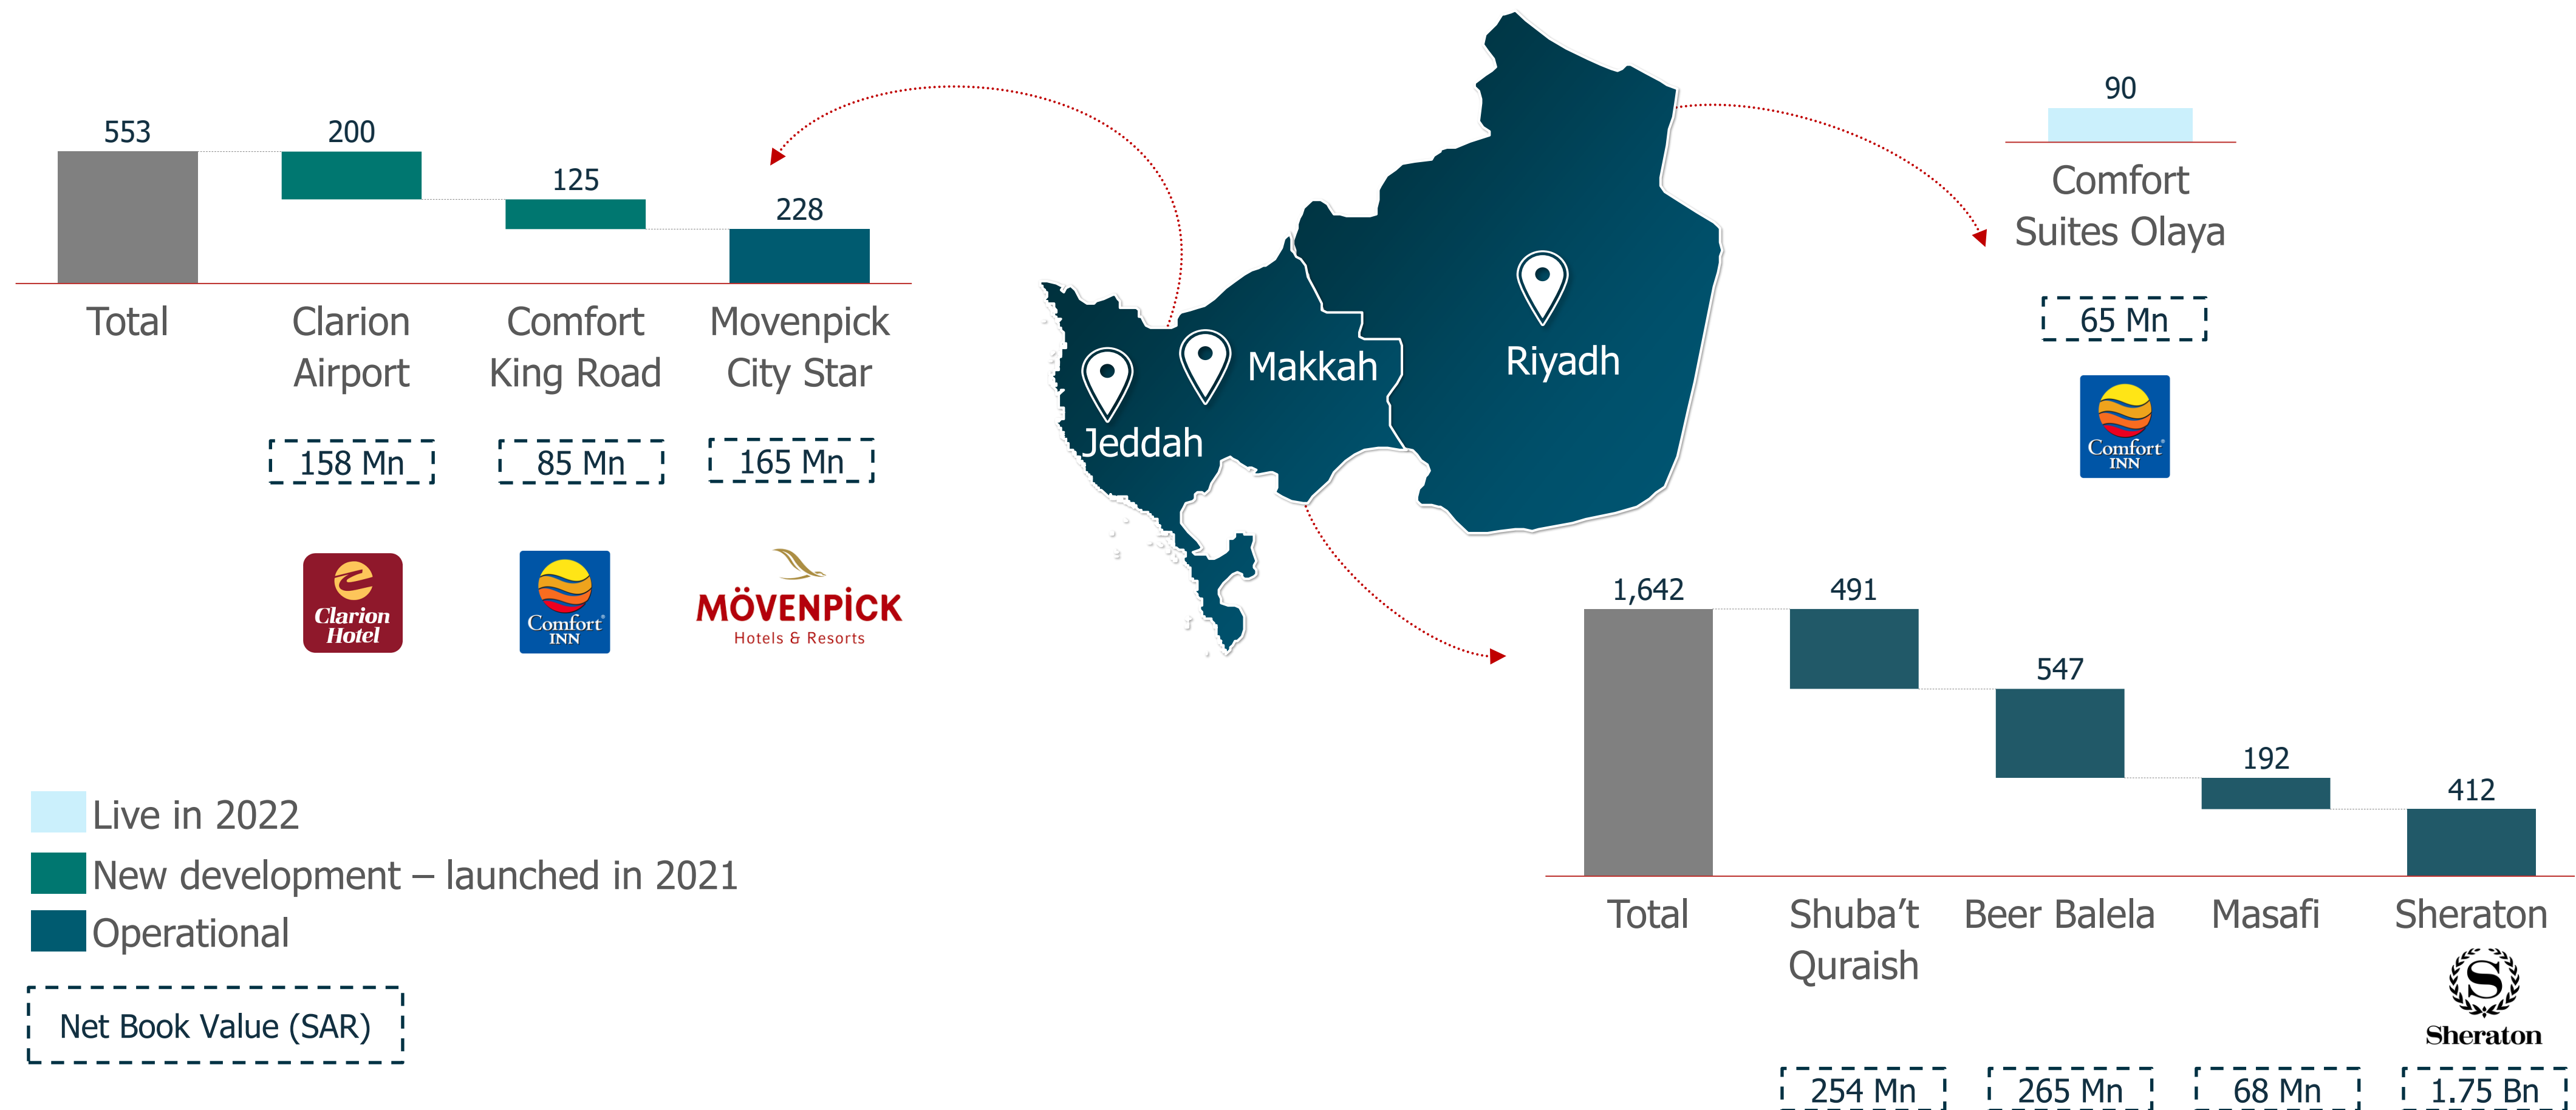 553
200
125
228
Total
Clarion
Airport
Comfort
King Road
Movenpick
City Star
158 Mn
85 Mn
165 Mn
Clarion
Hotel
Comfort
INN
MÖVENPİCK
Hotels & Resorts
Jeddah
Makkah
Riyadh
90
Comfort
Suites Olaya
65 Mn
Comfort
INN
Live in 2022
New development – launched in 2021
Operational
Net Book Value (SAR)
1,642
491
547
192
412
Total
Shuba’t
Quraish
Beer Balela
Masafi
Sheraton
S
Sheraton
254 Mn
265 Mn
68 Mn
1.75 Bn